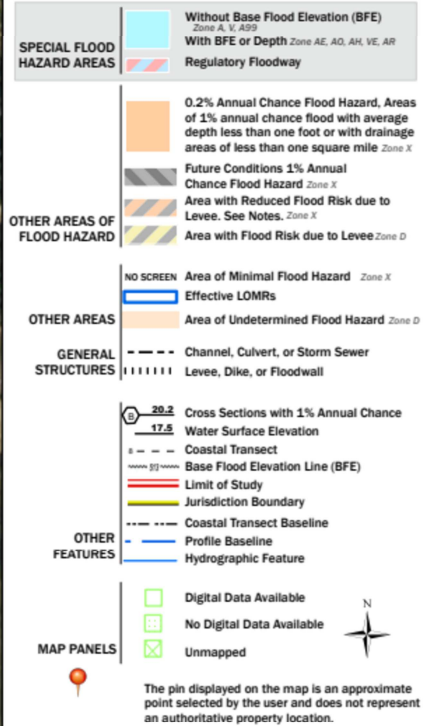 SPECIAL FLOOD
HAZARD AREAS
Without Base Flood Elevation (BFE)
Zone A, V, A99
With BFE or Depth Zone AE, AO, AH, VE, AR
Regulatory Floodway
OTHER AREAS OF
FLOOD HAZARD
0.2% Annual Chance Flood Hazard, Areas
of 1% annual chance flood with average
depth less than one foot or with drainage
areas of less than one square mile Zone X
Future Conditions 1% Annual
Chance Flood Hazard Zone X
Area with Reduced Flood Risk due to
Levee. See Notes. Zone X
Area with Flood Risk due to Levee Zone D
OTHER AREAS
NO SCREEN Area of Minimal Flood Hazard Zone X
Effective LOMRs
Area of Undetermined Flood Hazard Zone D
GENERAL
STRUCTURES
Channel, Culvert, or Storm Sewer
Levee, Dike, or Floodwall
OTHER
FEATURES
B 20.2 Cross Sections with 1% Annual Chance
17.5 Water Surface Elevation
8 Coastal Transect
513 Base Flood Elevation Line (BFE)
Limit of Study
Jurisdiction Boundary
Coastal Transect Baseline
Profile Baseline
Hydrographic Feature
MAP PANELS
Digital Data Available
No Digital Data Available
Unmapped
N
The pin displayed on the map is an approximate
point selected by the user and does not represent
an authoritative property location.